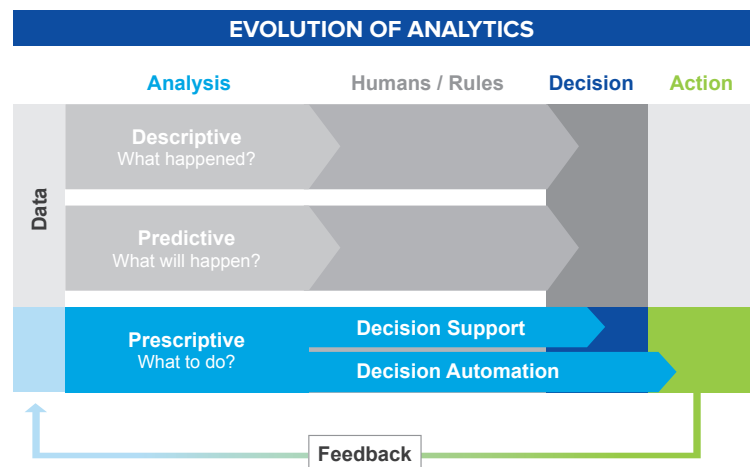 EVOLUTION OF ANALYTICS
Analysis
Humans / Rules
Decision
Action
Data
Descriptive
What happened?
Predictive
What will happen?
Prescriptive
What to do?
Decision Support
Decision Automation
Feedback